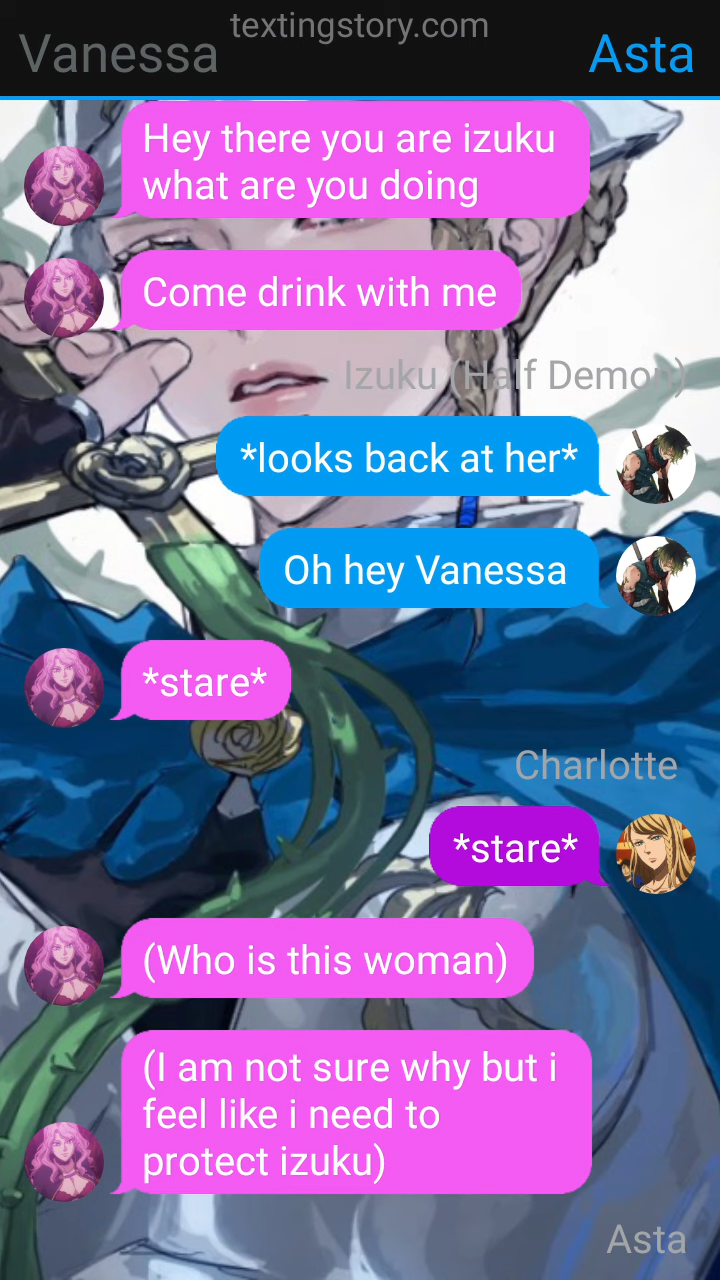 textingstory.com
Vanessa
Asta
Hey there you are izuku
what are you doing
Come drink with me
Izuku (Half Demon)
*looks back at her*
Oh hey Vanessa
*stare*
Charlotte
*stare*
(Who is this woman)
(I am not sure why but i
feel like i need to
protect izuku)
Asta